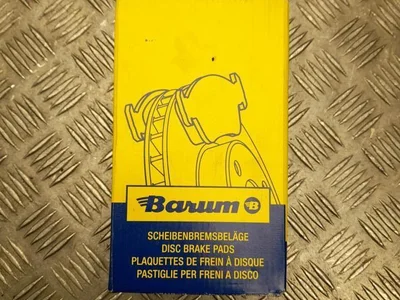 Barum B
SCHEIBENBREMSBELÄGE
DISC BRAKE PADS
PLAQUETTES DE FREIN À DISQUE
PASTIGLIE PER FRENI A DISCO